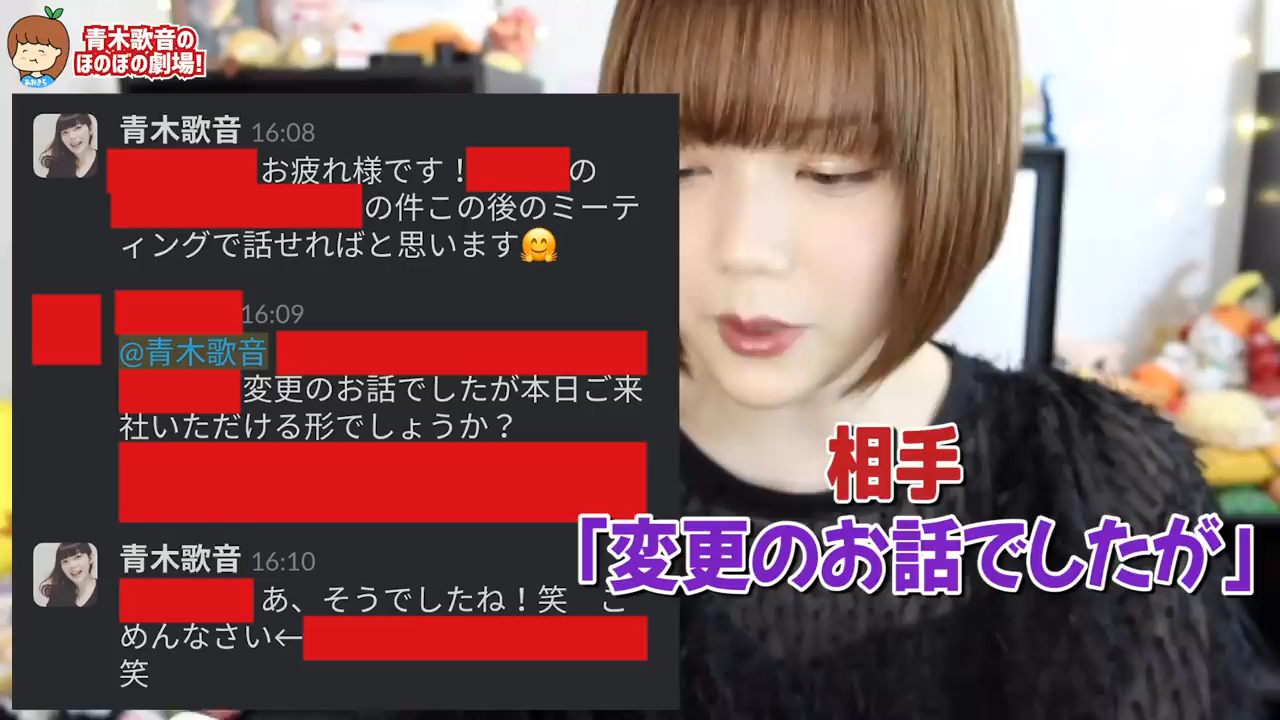 青木歌音の
ほのぼの劇場!
あおきち
青木歌音 16:08
お疲れ様です！の
の件この後のミーテ
ィングで話せればと思います🤗
16:09
@青木歌音
変更のお話でしたが本日ご来
社いただける形でしょうか？
青木歌音 16:10
あ、そうでしたね！笑　ご
めんなさい←
笑
相手
「変更のお話でしたが」